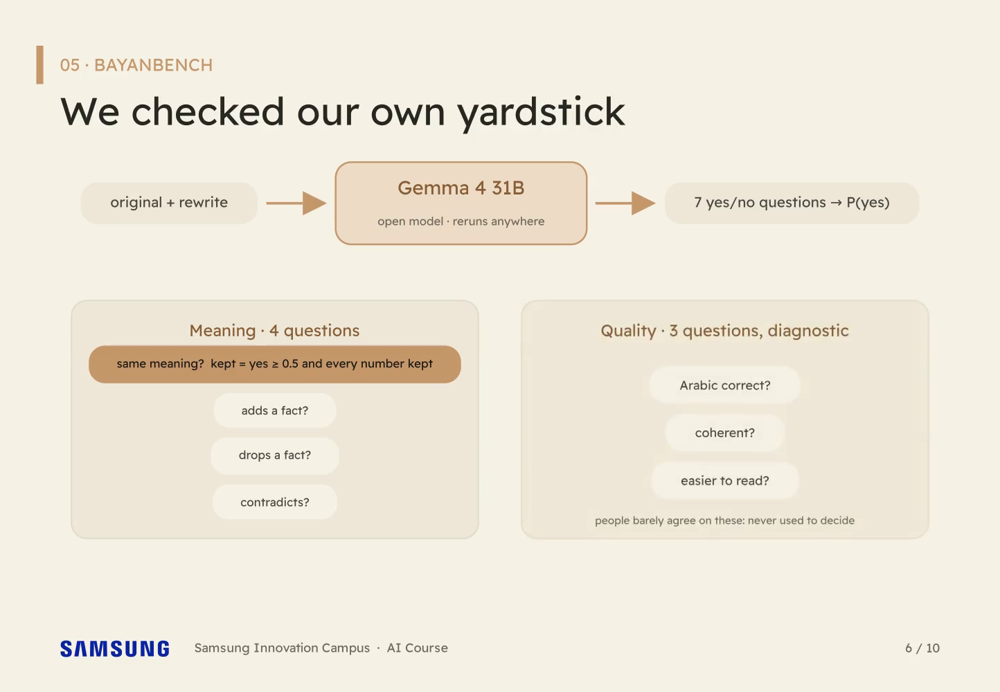 05 · BAYANBENCH
We checked our own yardstick
original + rewrite
Gemma 4 31B
open model · reruns anywhere
7 yes/no questions → P(yes)
Meaning · 4 questions
same meaning? kept = yes ≥ 0.5 and every number kept
adds a fact?
drops a fact?
contradicts?
Quality · 3 questions, diagnostic
Arabic correct?
coherent?
easier to read?
people barely agree on these: never used to decide
SAMSUNG
Samsung Innovation Campus · AI Course
6 / 10